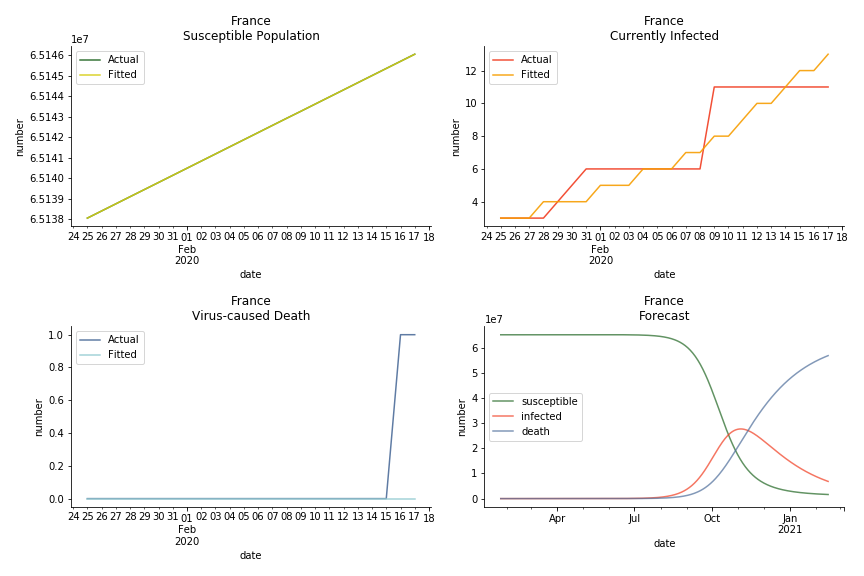 France
Susceptible Population
1e7
6.5146
6.5145
6.5144
6.5143
6.5142
6.5141
6.5140
6.5139
6.5138
number
Actual
Fitted
24 25 26 27 28 29 30 31 01 02 03 04 05 06 07 08 09 10 11 12 13 14 15 16 17 18
Feb
2020
date
France
Currently Infected
12
10
8
6
4
number
Actual
Fitted
24 25 26 27 28 29 30 31 01 02 03 04 05 06 07 08 09 10 11 12 13 14 15 16 17 18
Feb
2020
date
France
Virus-caused Death
1.0
0.8
0.6
0.4
0.2
0.0
number
Actual
Fitted
24 25 26 27 28 29 30 31 01 02 03 04 05 06 07 08 09 10 11 12 13 14 15 16 17 18
Feb
2020
date
France
Forecast
1e7
6
5
4
3
2
1
0
number
susceptible
infected
death
Apr Jul Oct Jan
2021
date